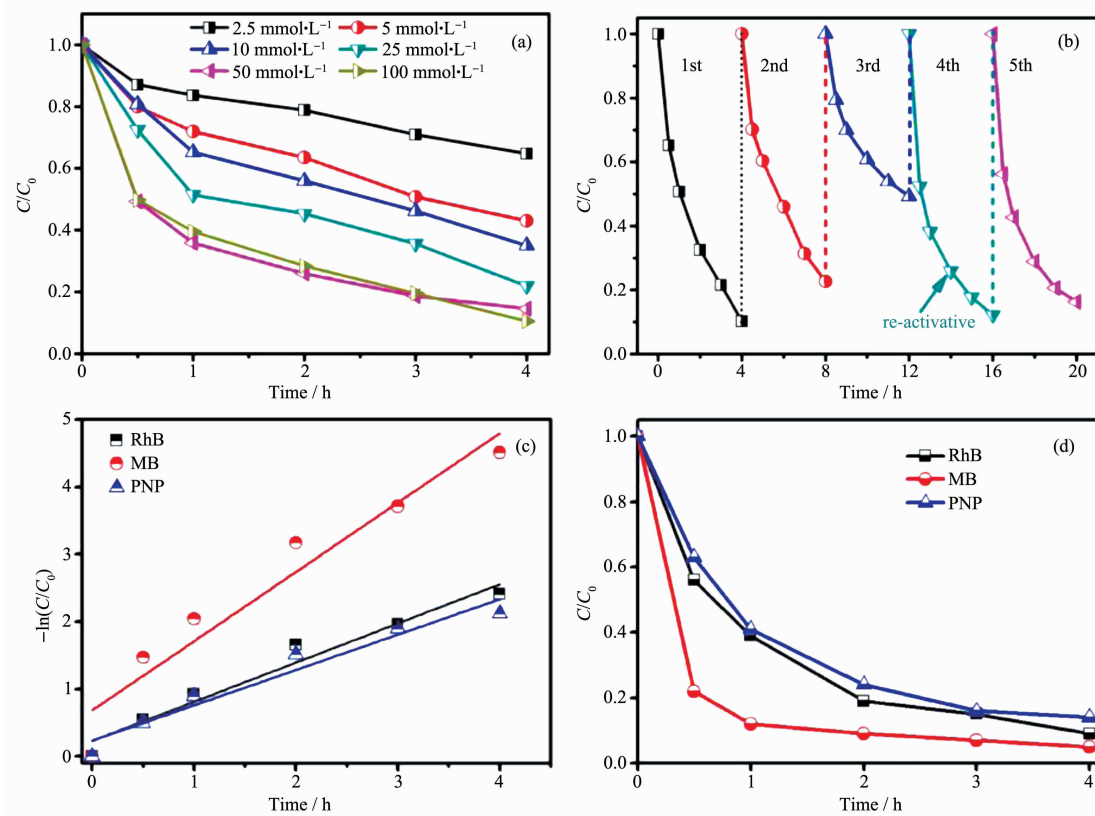 2.5 mmol·L⁻¹ 5 mmol·L⁻¹
10 mmol·L⁻¹ 25 mmol·L⁻¹
50 mmol·L⁻¹ 100 mmol·L⁻¹
(a)
1.0
0.8
0.6
0.4
0.2
0.0
C/C₀
0 1 2 3 4
Time / h
(b)
1st 2nd 3rd 4th 5th
re-activative
1.0
0.8
0.6
0.4
0.2
0.0
C/C₀
0 4 8 12 16 20
Time / h
RhB
MB
PNP
(c)
5
4
3
2
1
0
−ln(C/C₀)
0 1 2 3 4
Time / h
(d)
RhB
MB
PNP
1.0
0.8
0.6
0.4
0.2
0.0
C/C₀
0 1 2 3 4
Time / h